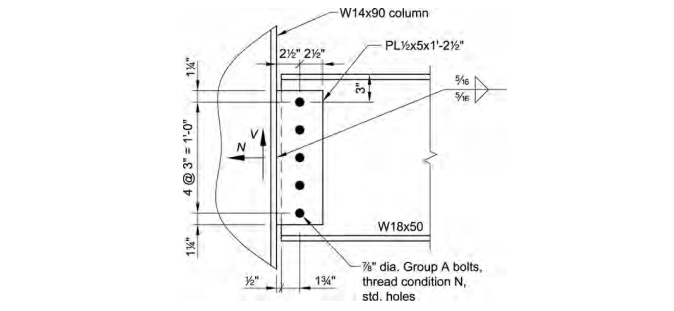 W14x90 column
2½" 2½"
PL½x5x1'-2½"
1¼"
3"
5⁄16
5⁄16
V
N
4 @ 3" = 1'-0"
W18x50
1¼"
½"
1¾"
⅞" dia. Group A bolts,
thread condition N,
std. holes